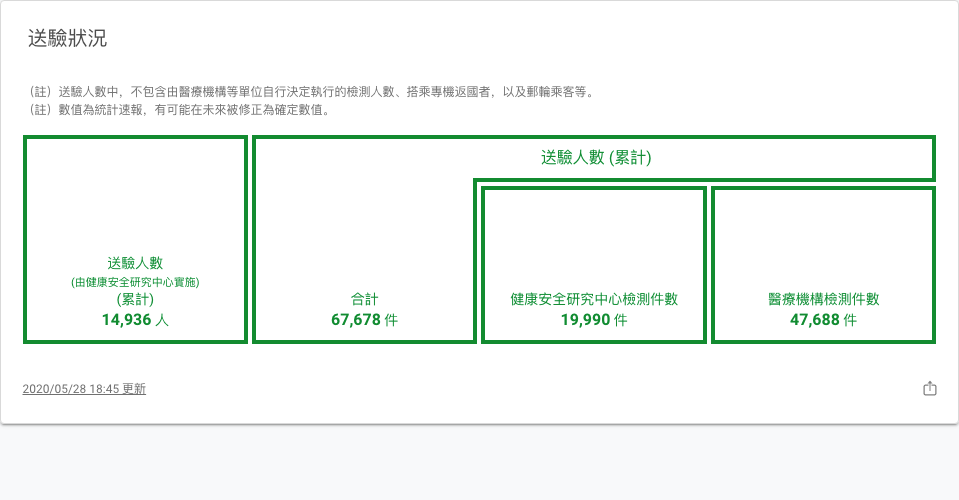 送驗狀況
（註）送驗人數中，不包含由醫療機構等單位自行決定執行的檢測人數、搭乘專機返國者，以及郵輪乘客等。
（註）數值為統計速報，有可能在未來被修正為確定數值。
送驗人數
(由健康安全研究中心實施)
(累計)
14,936 人
送驗人數 (累計)
合計
67,678 件
健康安全研究中心檢測件數
19,990 件
醫療機構檢測件數
47,688 件
2020/05/28 18:45 更新